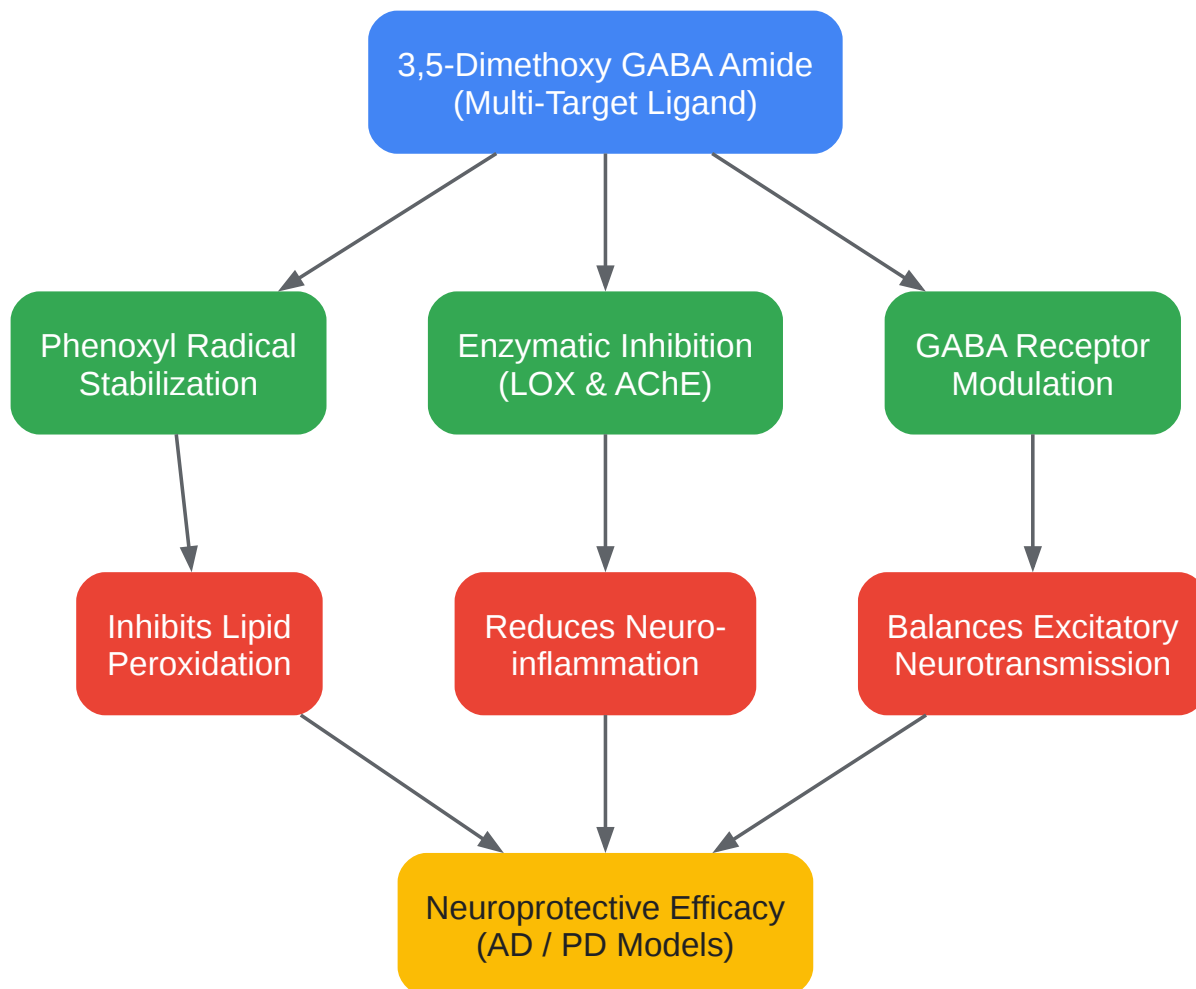 3,5-Dimethoxy GABA Amide
(Multi-Target Ligand)
Phenoxyl Radical
Stabilization
Enzymatic Inhibition
(LOX & AChE)
GABA Receptor
Modulation
Inhibits Lipid
Peroxidation
Reduces Neuro-
inflammation
Balances Excitatory
Neurotransmission
Neuroprotective Efficacy
(AD / PD Models)